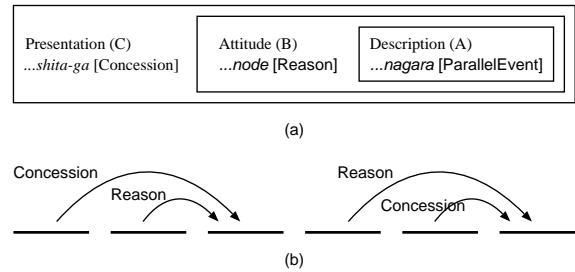 Presentation (C) Attitude (B) Description (A)
...shita-ga [Concession] ...node [Reason] ...nagara [ParallelEvent]
(a)
Concession Reason
Reason Concession
(b)